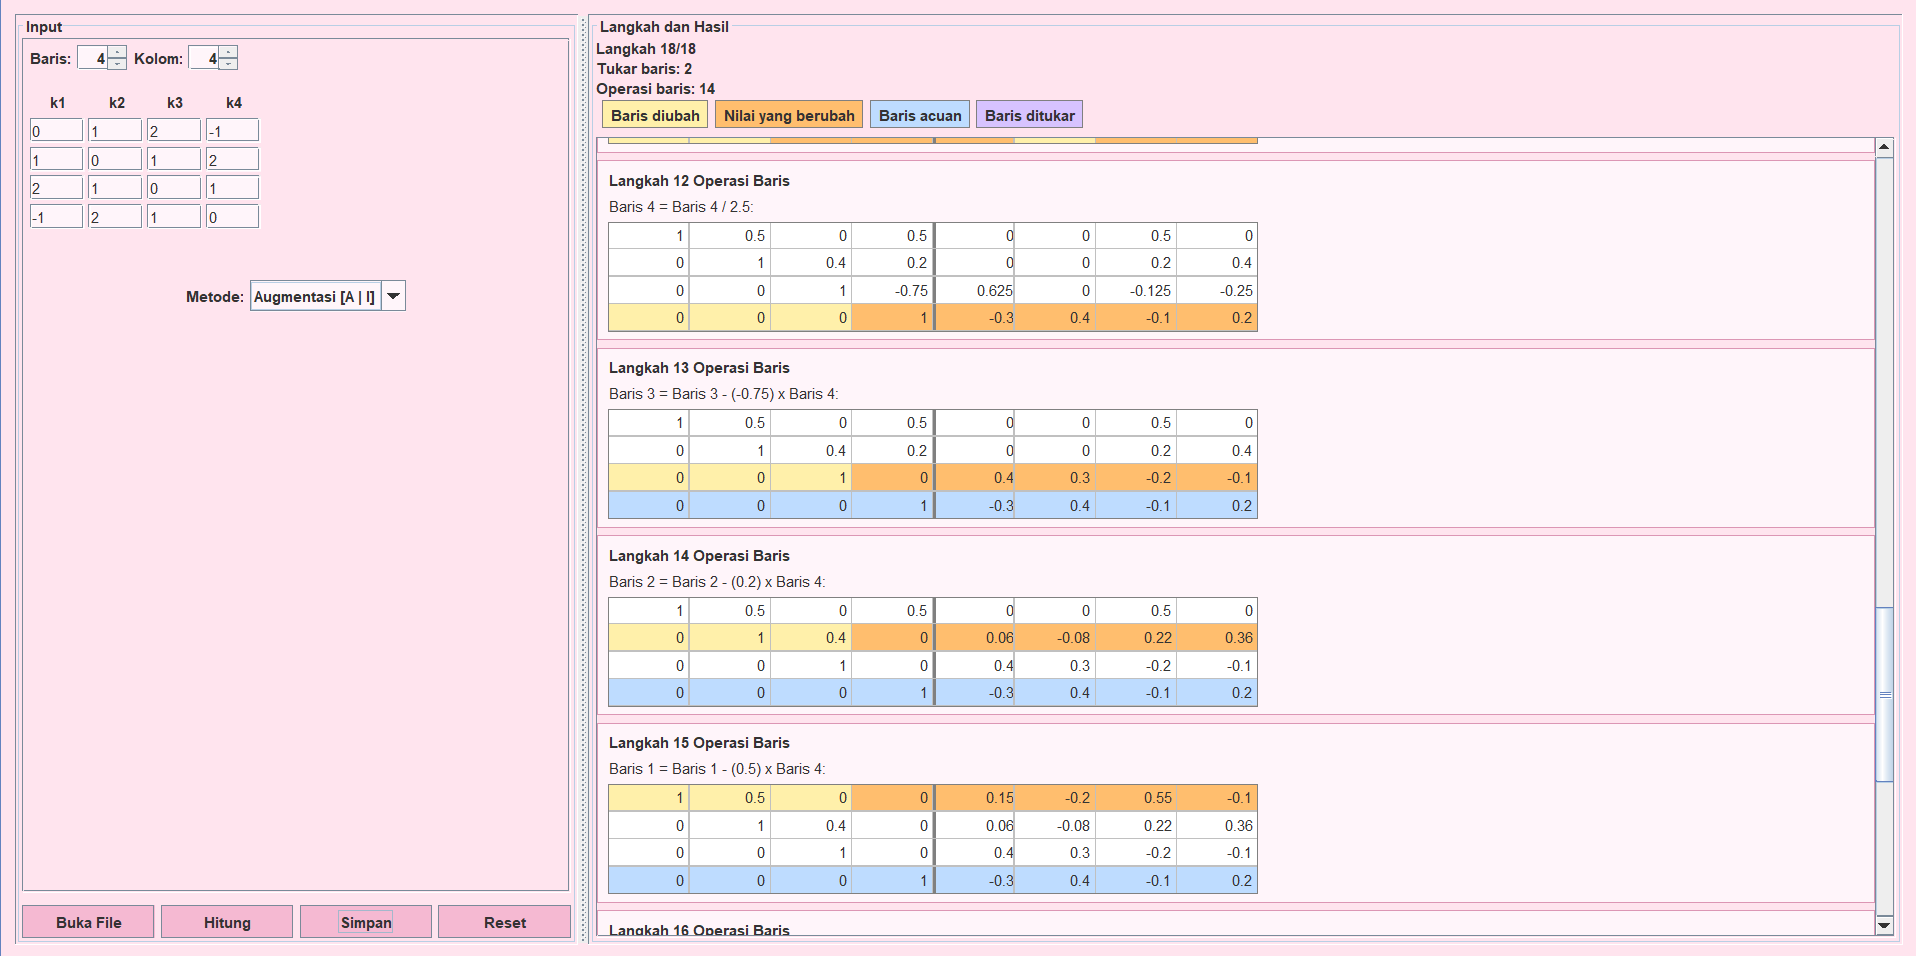 Input
Baris: 4 Kolom: 4
k1 k2 k3 k4
0 1 2 -1
1 0 1 2
2 1 0 1
-1 2 1 0
Metode: Augmentasi [A | I]
Buka File Hitung Simpan Reset
Langkah dan Hasil
Langkah 18/18
Tukar baris: 2
Operasi baris: 14
Baris diubah Nilai yang berubah Baris acuan Baris ditukar
Langkah 12 Operasi Baris
Baris 4 = Baris 4 / 2.5:
1 0.5 0 0.5 0 0 0.5 0
0 1 0.4 0.2 0 0 0.2 0.4
0 0 1 -0.75 0.625 0 -0.125 -0.25
0 0 0 1 -0.3 0.4 -0.1 0.2
Langkah 13 Operasi Baris
Baris 3 = Baris 3 - (-0.75) x Baris 4:
1 0.5 0 0.5 0 0 0.5 0
0 1 0.4 0.2 0 0 0.2 0.4
0 0 1 0 0.4 0.3 -0.2 -0.1
0 0 0 1 -0.3 0.4 -0.1 0.2
Langkah 14 Operasi Baris
Baris 2 = Baris 2 - (0.2) x Baris 4:
1 0.5 0 0.5 0 0 0.5 0
0 1 0.4 0 0.06 -0.08 0.22 0.36
0 0 1 0 0.4 0.3 -0.2 -0.1
0 0 0 1 -0.3 0.4 -0.1 0.2
Langkah 15 Operasi Baris
Baris 1 = Baris 1 - (0.5) x Baris 4:
1 0.5 0 0 0.15 -0.2 0.55 -0.1
0 1 0.4 0 0.06 -0.08 0.22 0.36
0 0 1 0 0.4 0.3 -0.2 -0.1
0 0 0 1 -0.3 0.4 -0.1 0.2
Langkah 16 Operasi Baris